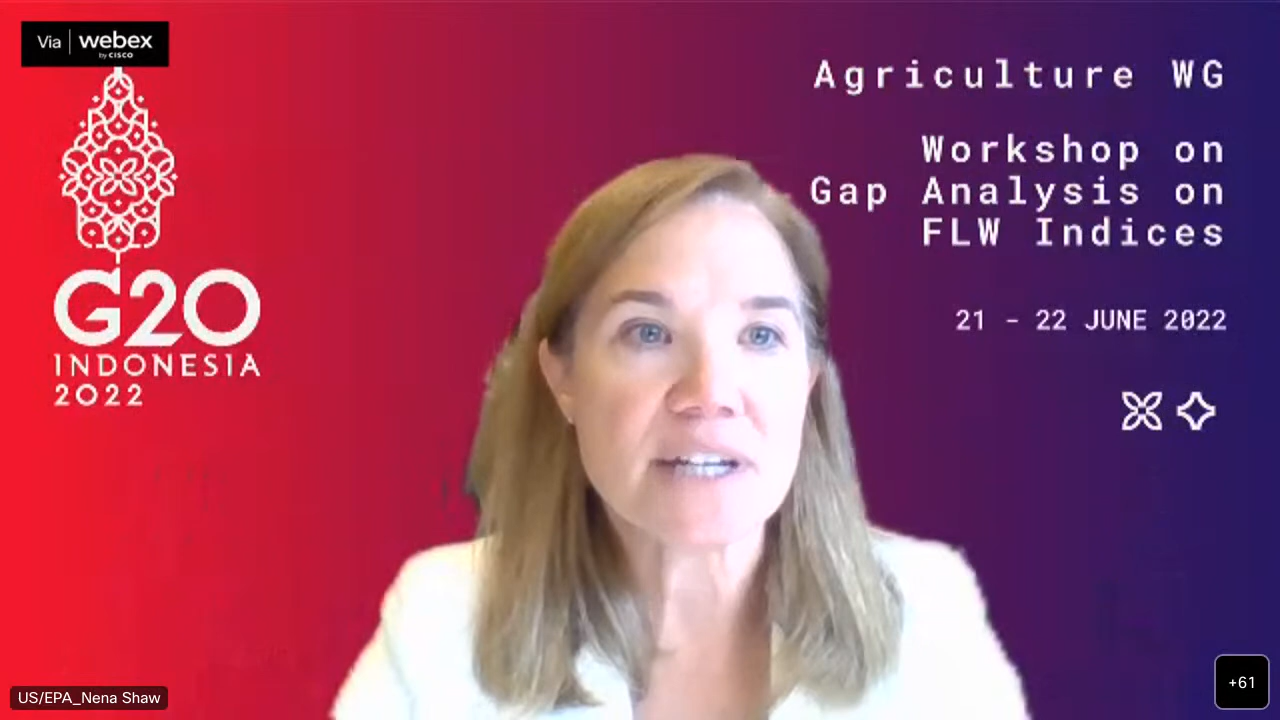 Via webex
by CISCO
G20
INDONESIA
2022
Agriculture WG
Workshop on
Gap Analysis on
FLW Indices
21 - 22 JUNE 2022
US/EPA_Nena Shaw
+61